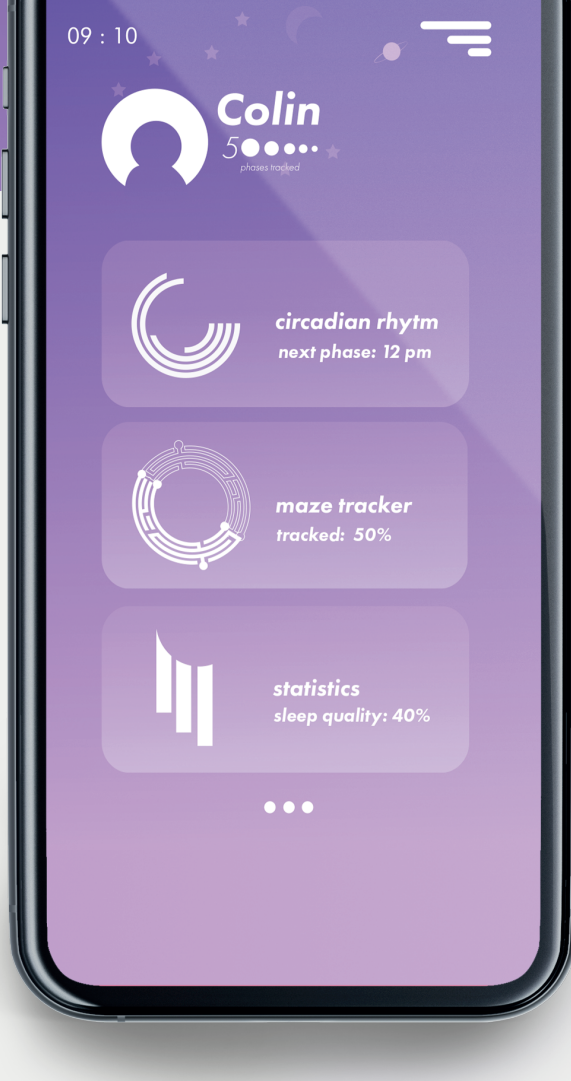 09 : 10
Colin
5
phases tracked
circadian rhytm
next phase: 12 pm
maze tracker
tracked: 50%
statistics
sleep quality: 40%